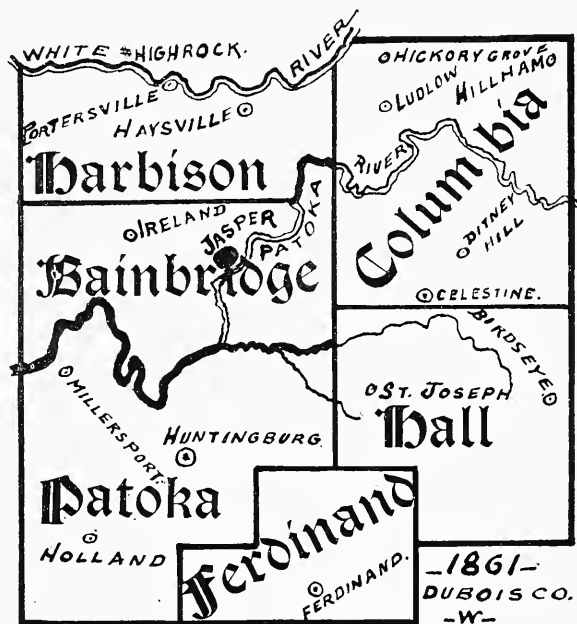 WHITE @ HIGHROCK. RIVER
HICKORY GROVE
HILLHAM
LUDLOW
PORTERSVILLE
HAYSVILLE
Harbison
RIVER
Columbia
IRELAND
JASPER
PATOKA
DITNEY
HILL
Bainbridge
CELESTINE.
BIRDSEYE.
MILLERSPORT.
ST. JOSEPH
Hall
HUNTINGBURG
Patoka
Ferdinand
HOLLAND
FERDINAND.
-1861-
DUBOIS CO.
-W-